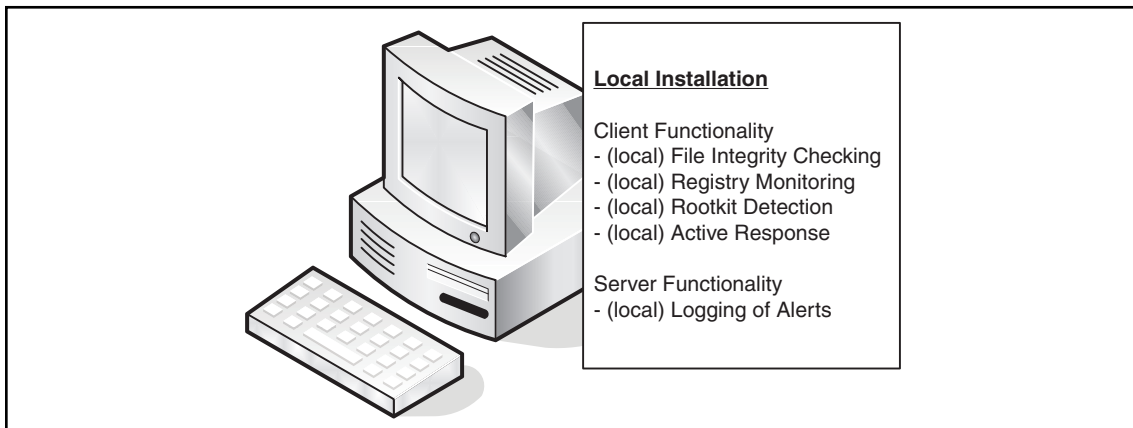 Local Installation
Client Functionality
- (local) File Integrity Checking
- (local) Registry Monitoring
- (local) Rootkit Detection
- (local) Active Response
Server Functionality
- (local) Logging of Alerts